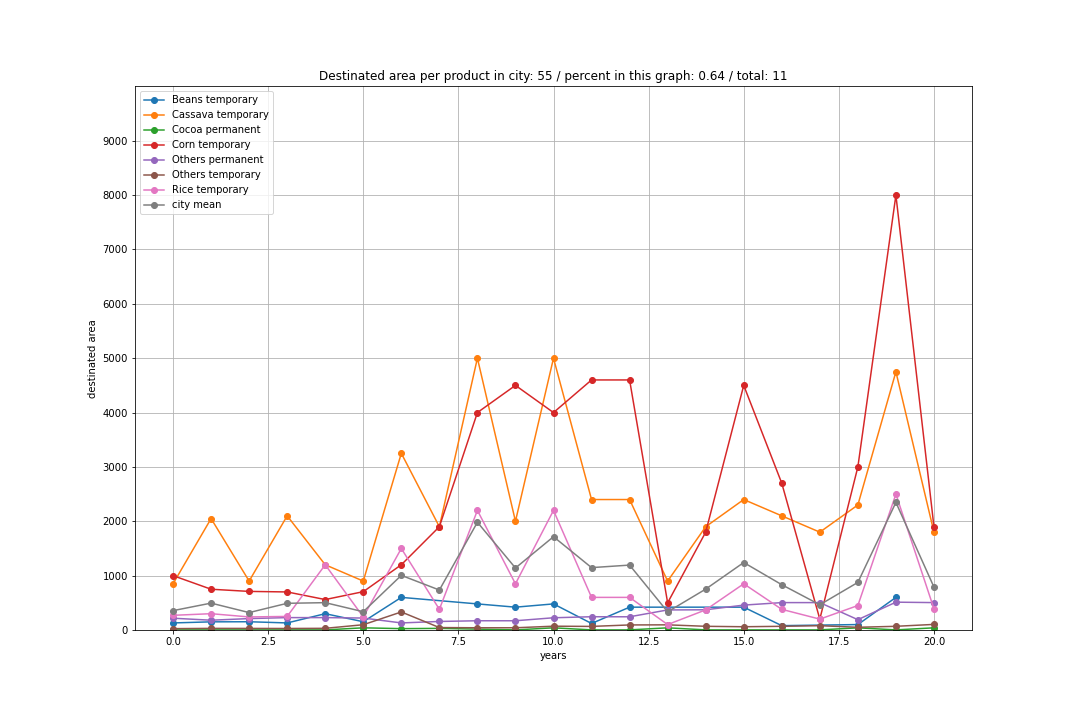 Destinated area per product in city: 55 / percent in this graph: 0.64 / total: 11
Beans temporary
Cassava temporary
Cocoa permanent
Corn temporary
Others permanent
Others temporary
Rice temporary
city mean
9000
8000
7000
6000
5000
4000
3000
2000
1000
0
destinated area
0.0 2.5 5.0 7.5 10.0 12.5 15.0 17.5 20.0
years